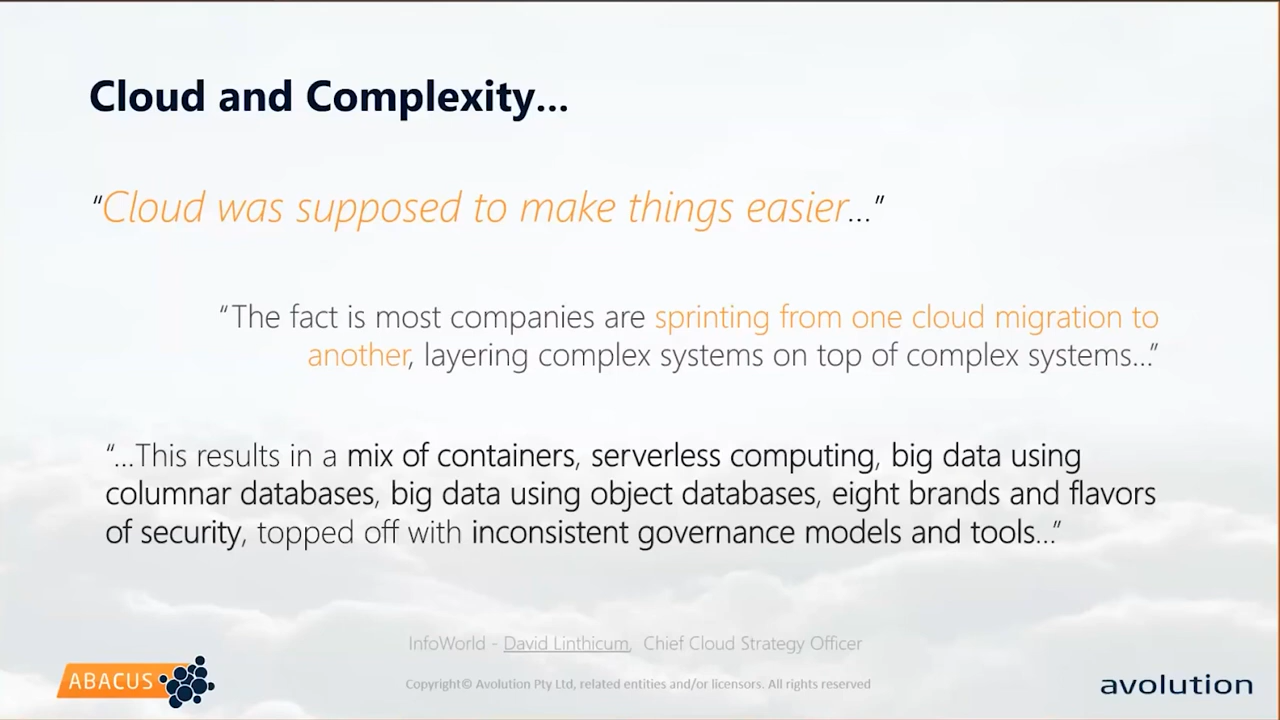 Cloud and Complexity...
“Cloud was supposed to make things easier...”
“The fact is most companies are sprinting from one cloud migration to
another, layering complex systems on top of complex systems...”
“...This results in a mix of containers, serverless computing, big data using
columnar databases, big data using object databases, eight brands and flavors
of security, topped off with inconsistent governance models and tools...”
InfoWorld - David Linthicum, Chief Cloud Strategy Officer
Copyright© Avolution Pty Ltd, related entities and/or licensors. All rights reserved
ABACUS
avolution